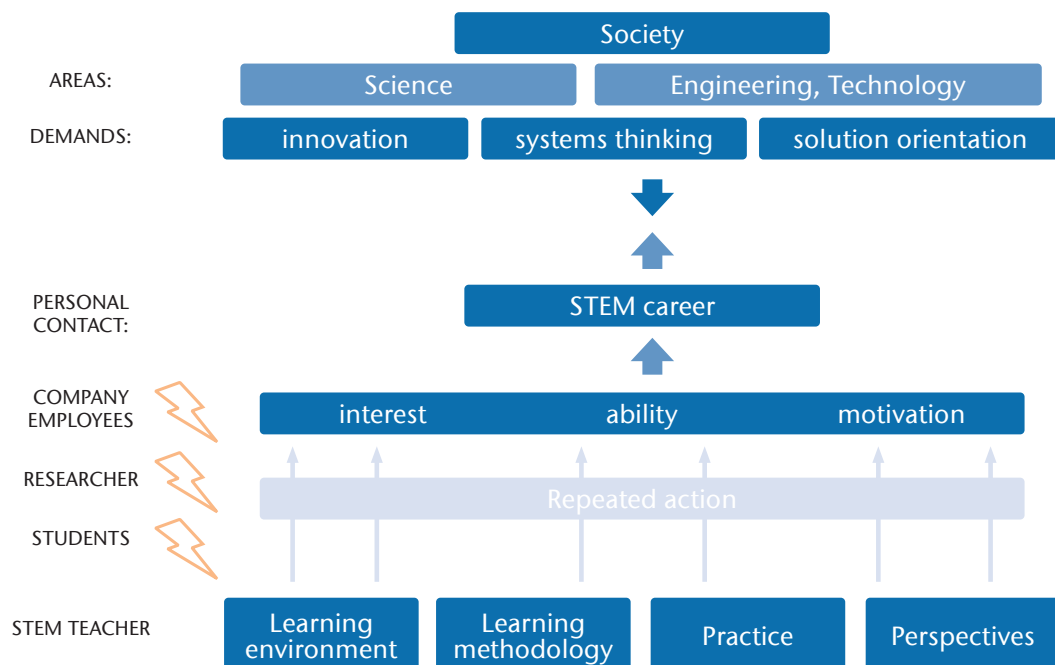 Society
AREAS:
Science
Engineering, Technology
DEMANDS:
innovation
systems thinking
solution orientation
PERSONAL
CONTACT:
STEM career
COMPANY
EMPLOYEES
interest
ability
motivation
RESEARCHER
Repeated action
STUDENTS
STEM TEACHER
Learning
environment
Learning
methodology
Practice
Perspectives